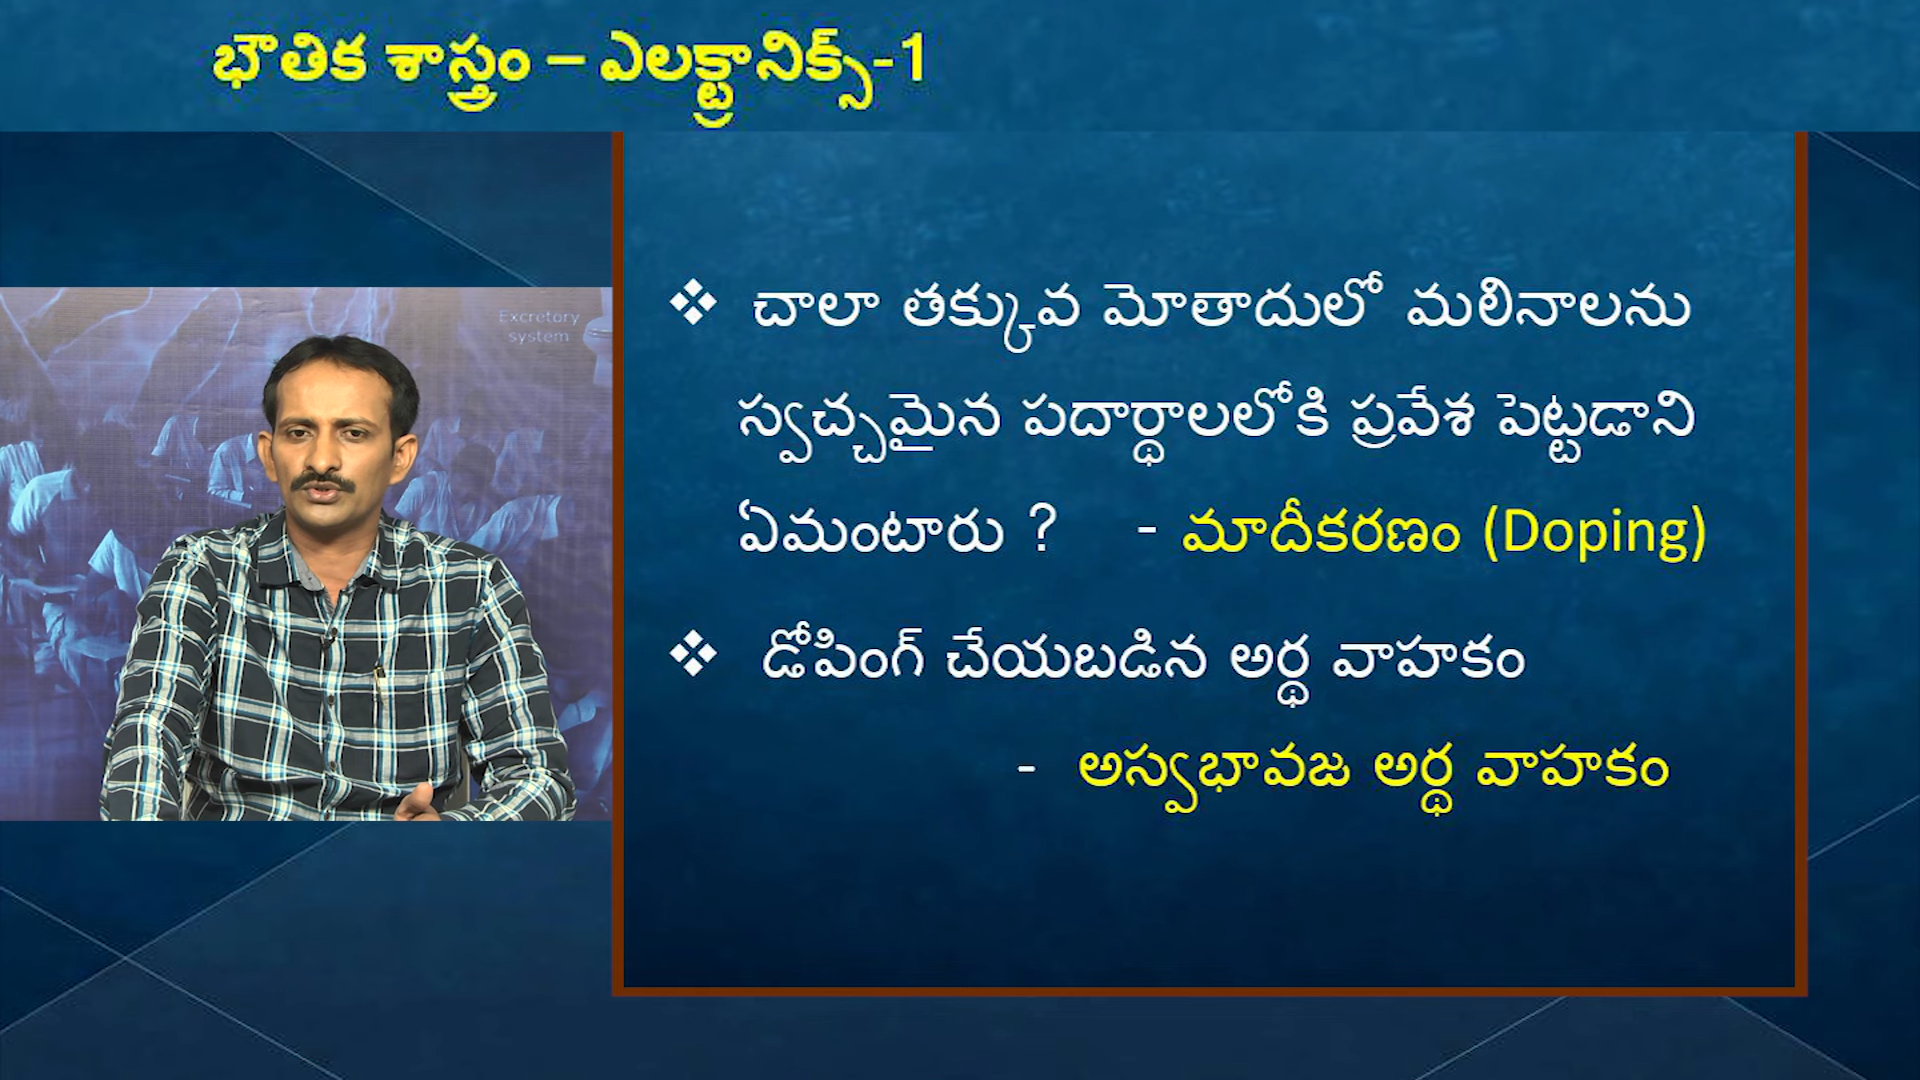 భౌతిక శాస్త్రం – ఎలక్ట్రానిక్స్-1
Excretory
system
❖ చాలా తక్కువ మోతాదులో మలినాలను
స్వచ్చమైన పదార్థాలలోకి ప్రవేశ పెట్టడాని
ఏమంటారు ? - మాదీకరణం (Doping)
❖ డోపింగ్ చేయబడిన అర్థ వాహకం
- అస్వభావజ అర్థ వాహకం